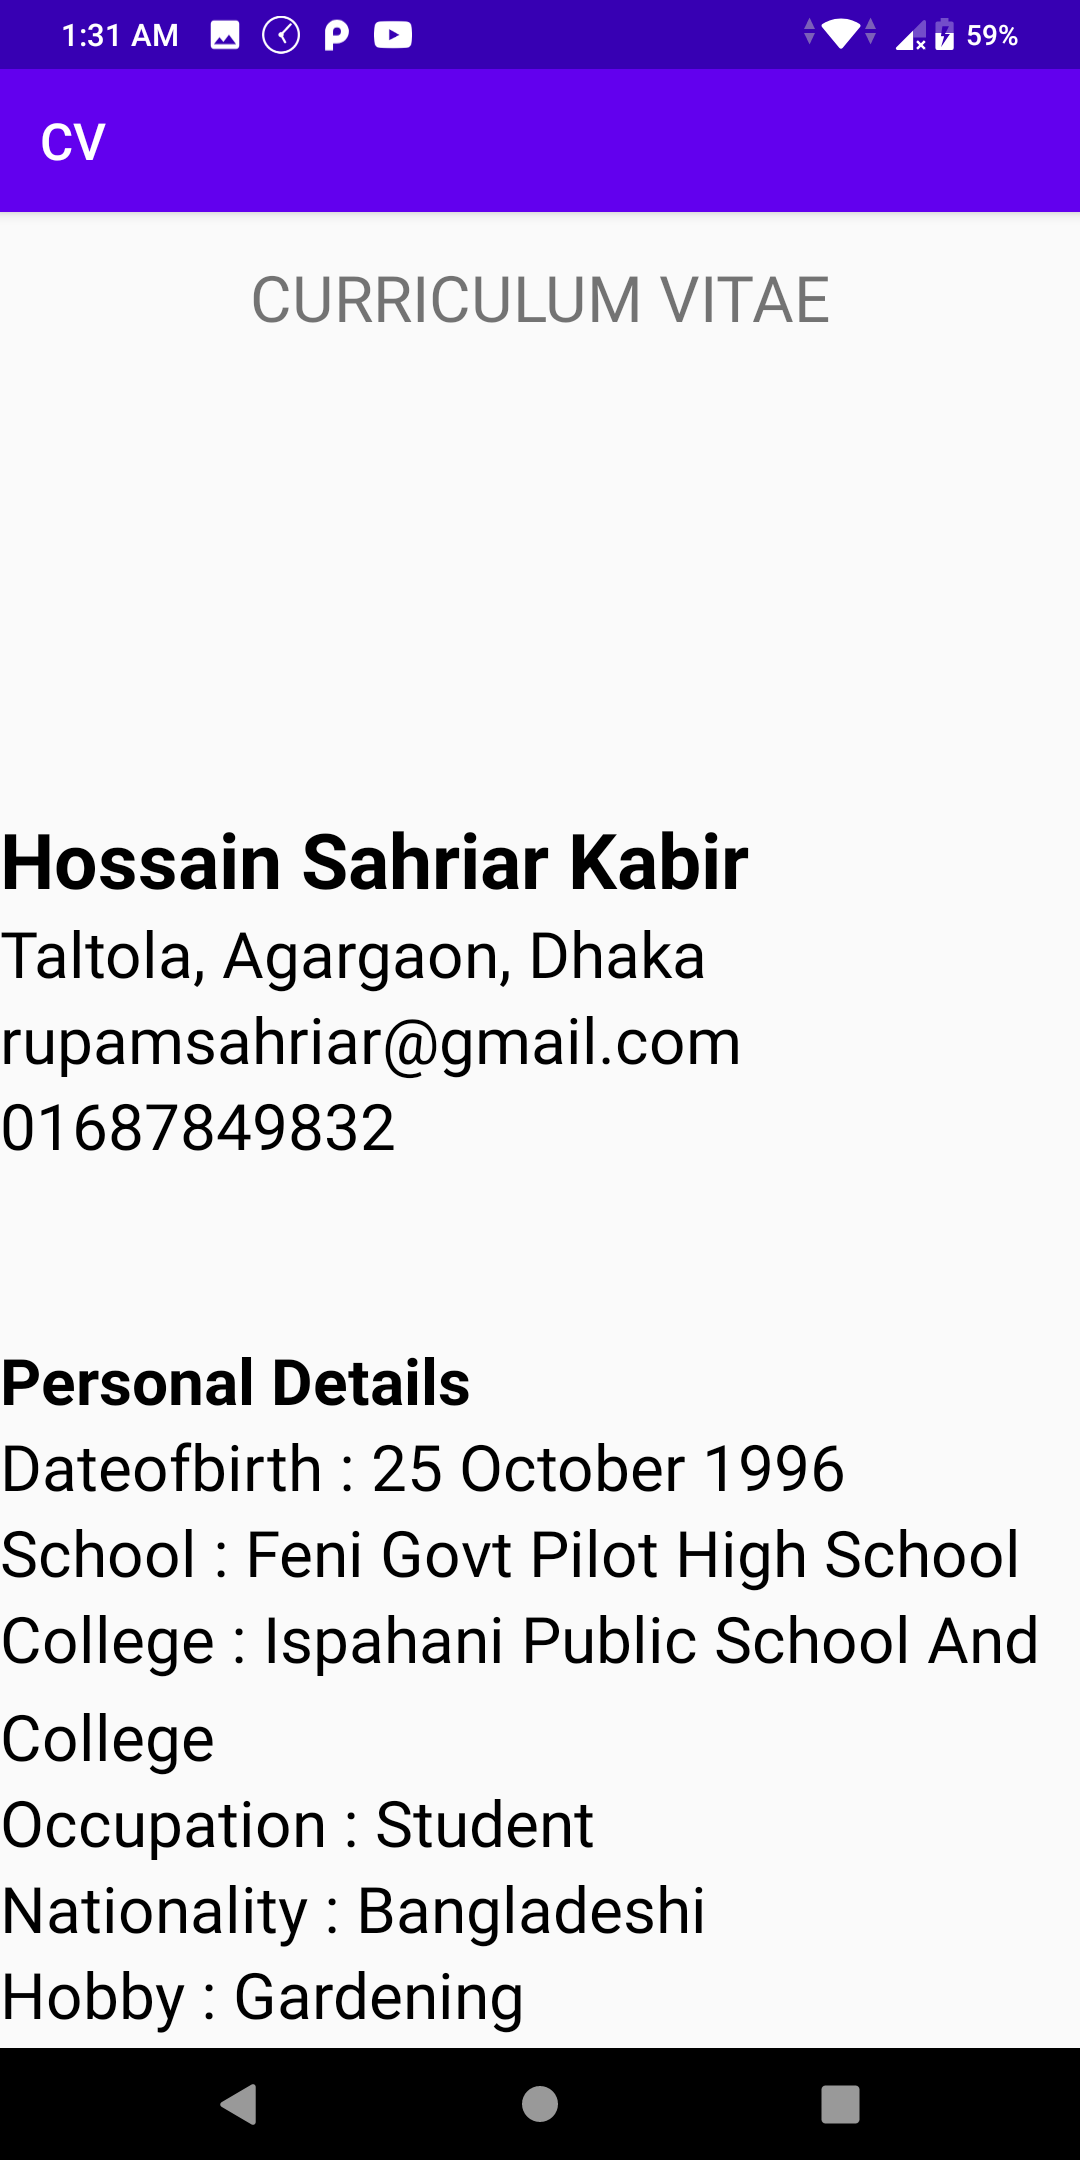 1:31 AM 59%
CV
CURRICULUM VITAE
Hossain Sahriar Kabir
Taltola, Agargaon, Dhaka
rupamsahriar@gmail.com
01687849832
Personal Details
Dateofbirth : 25 October 1996
School : Feni Govt Pilot High School
College : Ispahani Public School And
College
Occupation : Student
Nationality : Bangladeshi
Hobby : Gardening